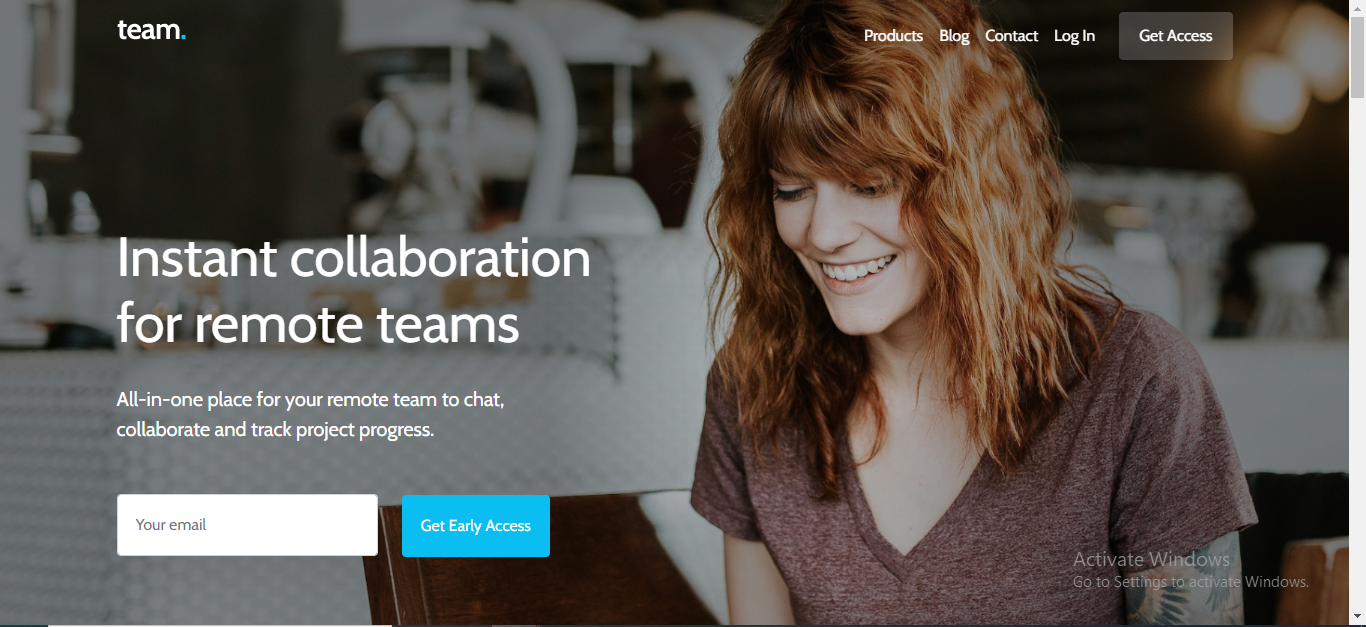 team.
Products Blog Contact Log In Get Access
Instant collaboration
for remote teams
All-in-one place for your remote team to chat,
collaborate and track project progress.
Your email
Get Early Access
Activate Windows
Go to Settings to activate Windows.